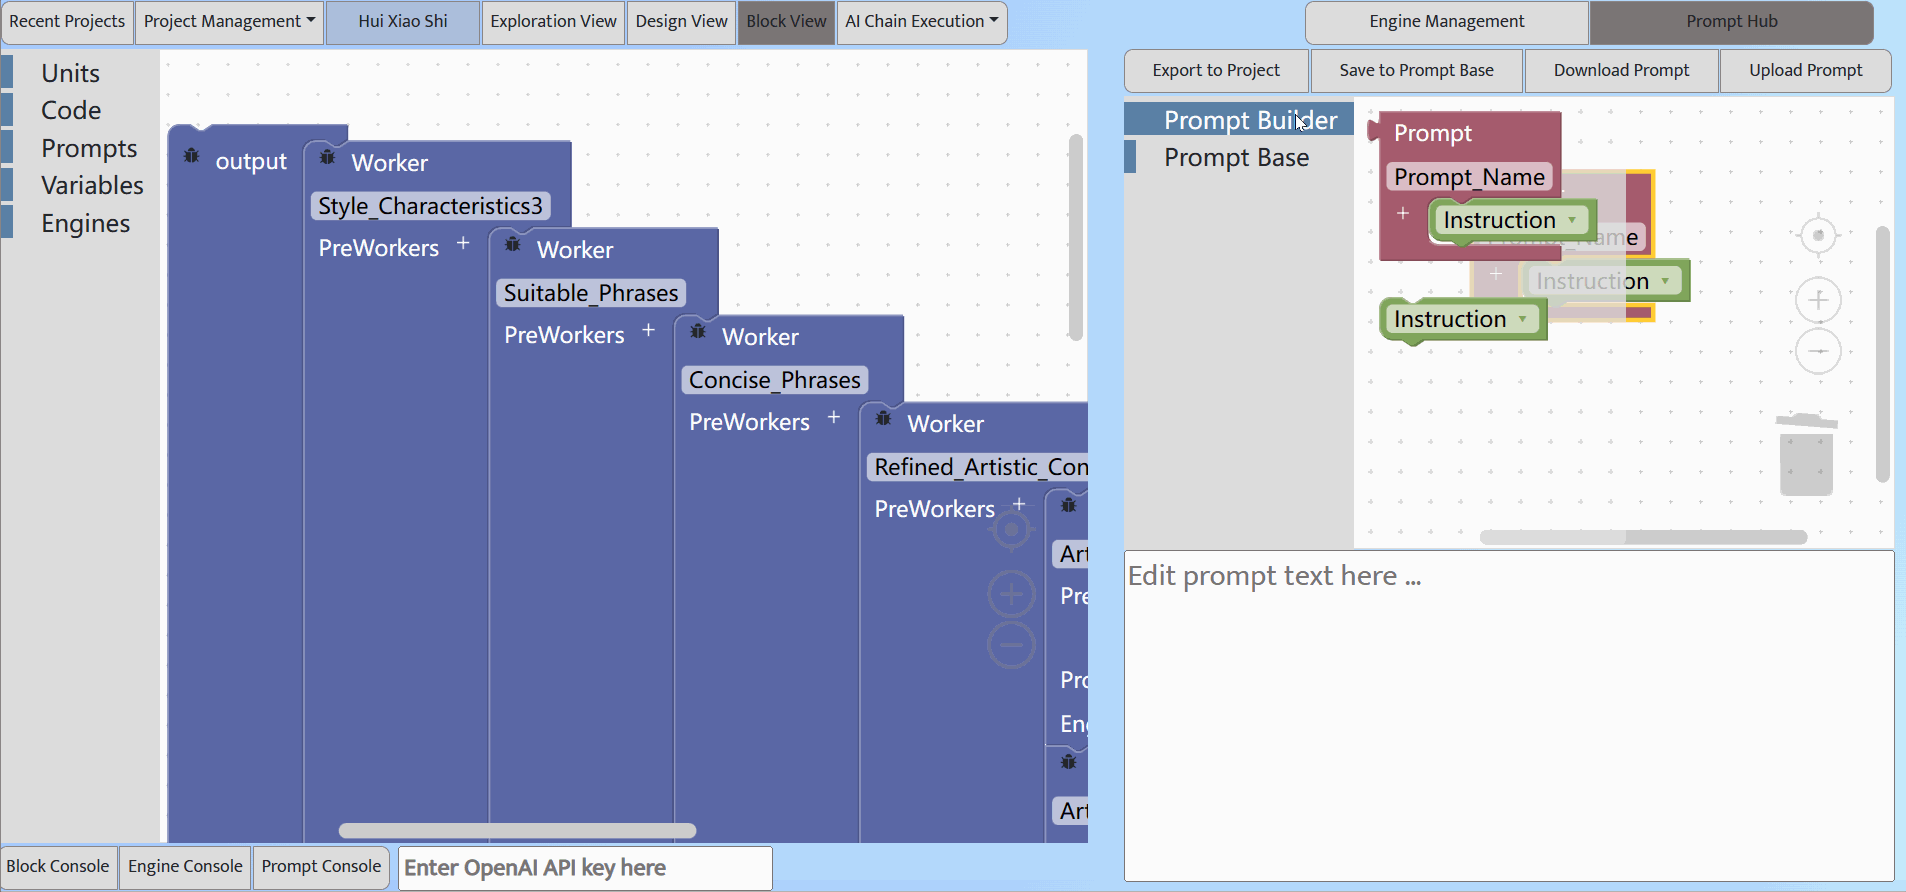 Recent Projects
Project Management
Hui Xiao Shi
Exploration View
Design View
Block View
AI Chain Execution
Engine Management
Prompt Hub
Export to Project
Save to Prompt Base
Download Prompt
Upload Prompt
Units
Code
Prompts
Variables
Engines
output
Worker
Style_Characteristics3
PreWorkers +
Worker
Suitable_Phrases
PreWorkers +
Worker
Concise_Phrases
PreWorkers +
Worker
Refined_Artistic_Con
PreWorkers +
Art
Pre
Pro
Eng
Art
Prompt Builder
Prompt Base
Prompt
Prompt_Name
+ Instruction
Prompt_Name
+ Instruction
Instruction
Edit prompt text here ...
Block Console
Engine Console
Prompt Console
Enter OpenAI API key here